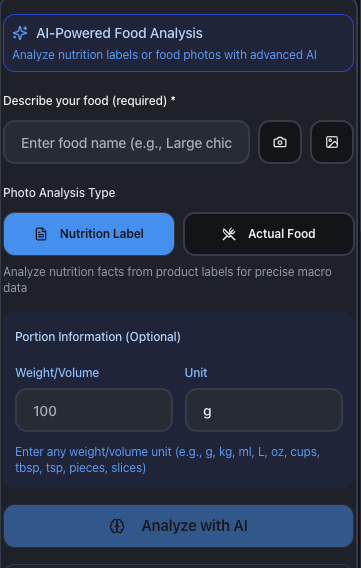 AI-Powered Food Analysis
Analyze nutrition labels or food photos with advanced AI
Describe your food (required) *
Enter food name (e.g., Large chic
Photo Analysis Type
Nutrition Label
Actual Food
Analyze nutrition facts from product labels for precise macro
data
Portion Information (Optional)
Weight/Volume
Unit
100
g
Enter any weight/volume unit (e.g., g, kg, ml, L, oz, cups,
tbsp, tsp, pieces, slices)
Analyze with AI